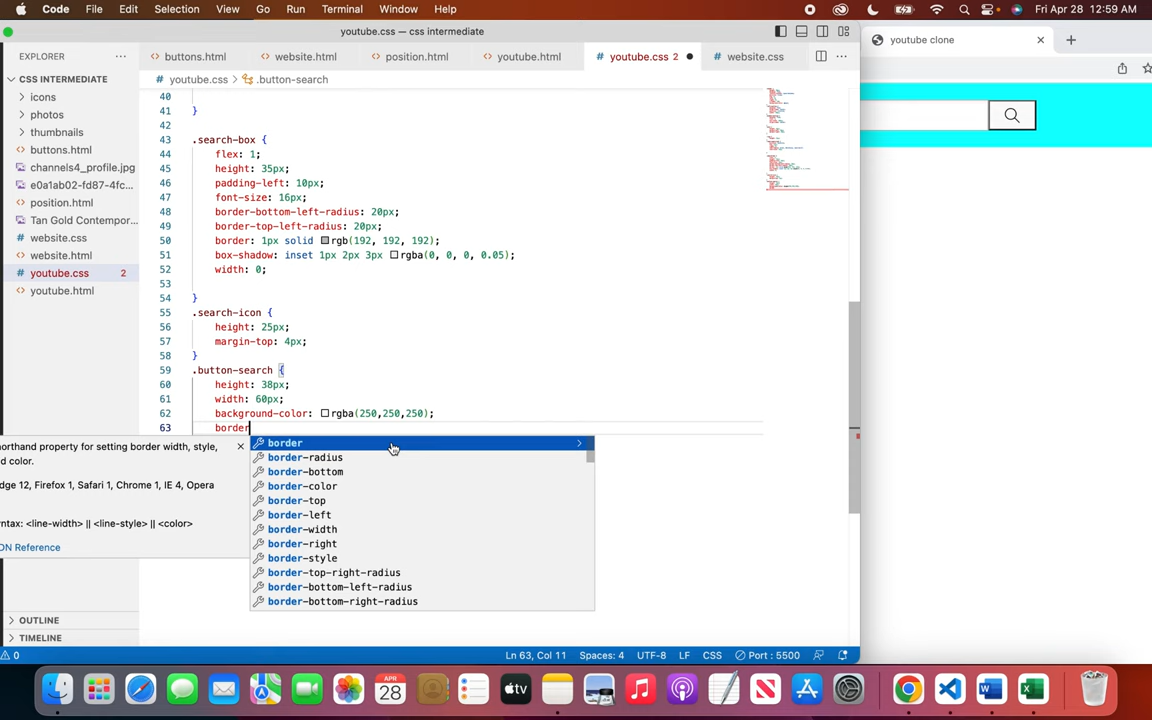 Code File Edit Selection View Go Run Terminal Window Help Fri Apr 28 12:59 AM
youtube.css — css intermediate
youtube clone
EXPLORER
buttons.html website.html position.html youtube.html youtube.css 2 website.css
CSS INTERMEDIATE
youtube.css > .button-search
icons
photos
thumbnails
buttons.html
channels4_profile.jpg
e0a1ab02-fd87-4fc...
position.html
Tan Gold Contempor...
website.css
website.html
youtube.css 2
youtube.html
40
41 }
42
43 .search-box {
44 flex: 1;
45 height: 35px;
46 padding-left: 10px;
47 font-size: 16px;
48 border-bottom-left-radius: 20px;
49 border-top-left-radius: 20px;
50 border: 1px solid rgb(192, 192, 192);
51 box-shadow: inset 1px 2px 3px rgba(0, 0, 0, 0.05);
52 width: 0;
53
54 }
55 .search-icon {
56 height: 25px;
57 margin-top: 4px;
58 }
59 .button-search {
60 height: 38px;
61 width: 60px;
62 background-color: rgba(250,250,250);
63 border
orthand property for setting border width, style,
d color.
dge 12, Firefox 1, Safari 1, Chrome 1, IE 4, Opera
ntax: <line-width> || <line-style> || <color>
DN Reference
border
border-radius
border-bottom
border-color
border-top
border-left
border-width
border-right
border-style
border-top-right-radius
border-bottom-left-radius
border-bottom-right-radius
OUTLINE
TIMELINE
0 Ln 63, Col 11 Spaces: 4 UTF-8 LF CSS Port : 5500
APR
28
tv